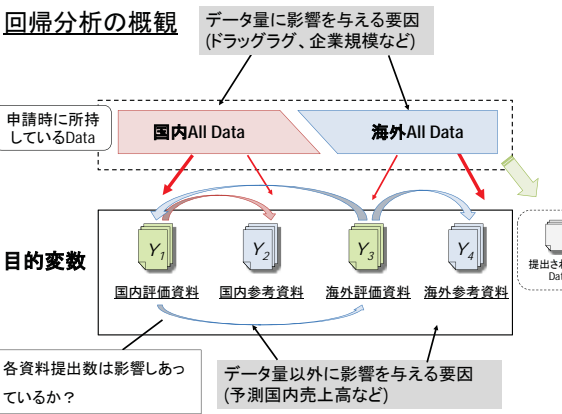 回帰分析の概観
データ量に影響を与える要因
(ドラッグラグ、企業規模など)
申請時に所持
しているData
国内All Data
海外All Data
目的変数
Y1
Y2
Y3
Y4
提出され
Dat
国内評価資料
国内参考資料
海外評価資料
海外参考資料
各資料提出数は影響しあっ
ているか？
データ量以外に影響を与える要因
(予測国内売上高など)